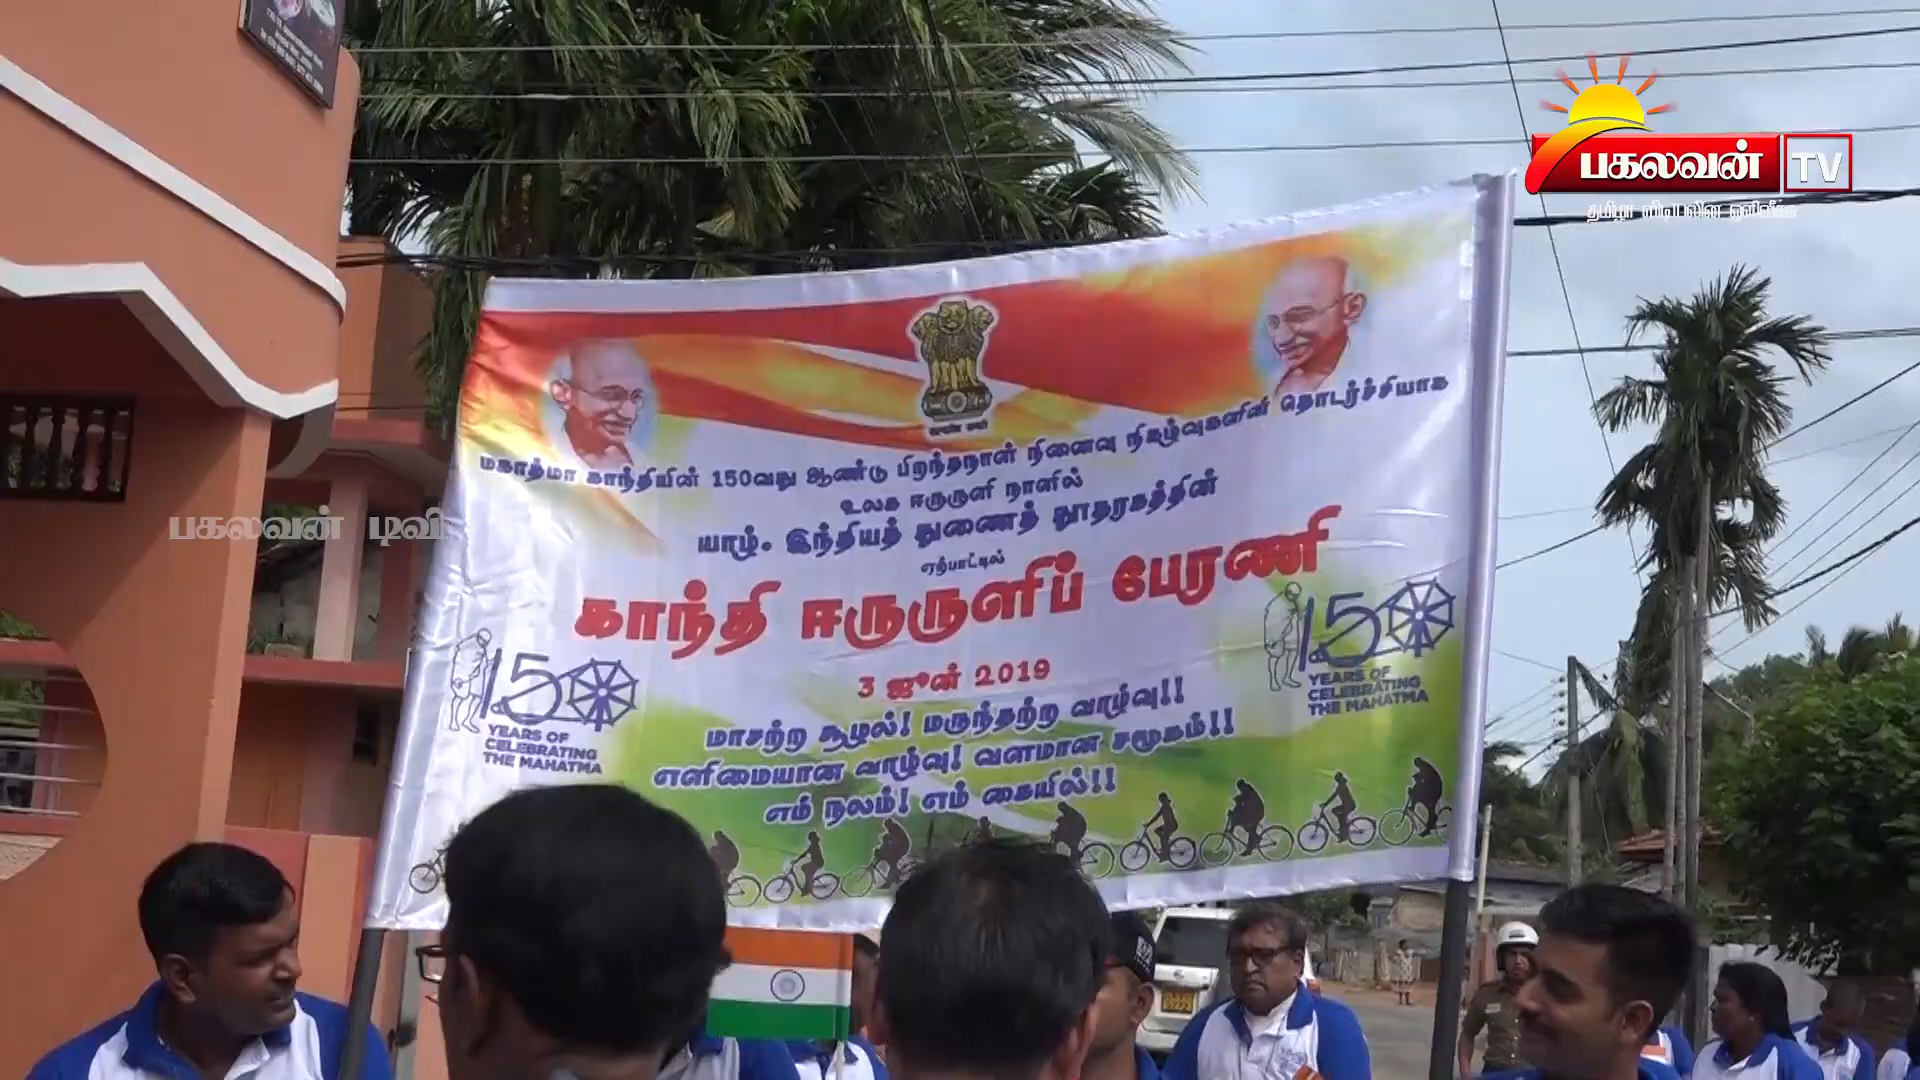 பகலவன் TV
மகாத்மா காந்தியின் 150வது ஆண்டு பிறந்தநாள் நினைவு நிகழ்வுகளின் தொடர்ச்சியாக
உலக ஈருருளி நாளில்
யாழ். இந்தியத் துணைத் தூதரகத்தின்
ஏற்பாட்டில்
காந்தி ஈருருளிப் பேரணி
3 ஜூன் 2019
மாசற்ற சூழல்! மருந்தற்ற வாழ்வு!!
எளிமையான வாழ்வு! வளமான சமூகம்!!
எம் நலம்! எம் கையில்!!
150
YEARS OF
CELEBRATING
THE MAHATMA
150
YEARS OF
CELEBRATING
THE MAHATMA
பகலவன் டிவி